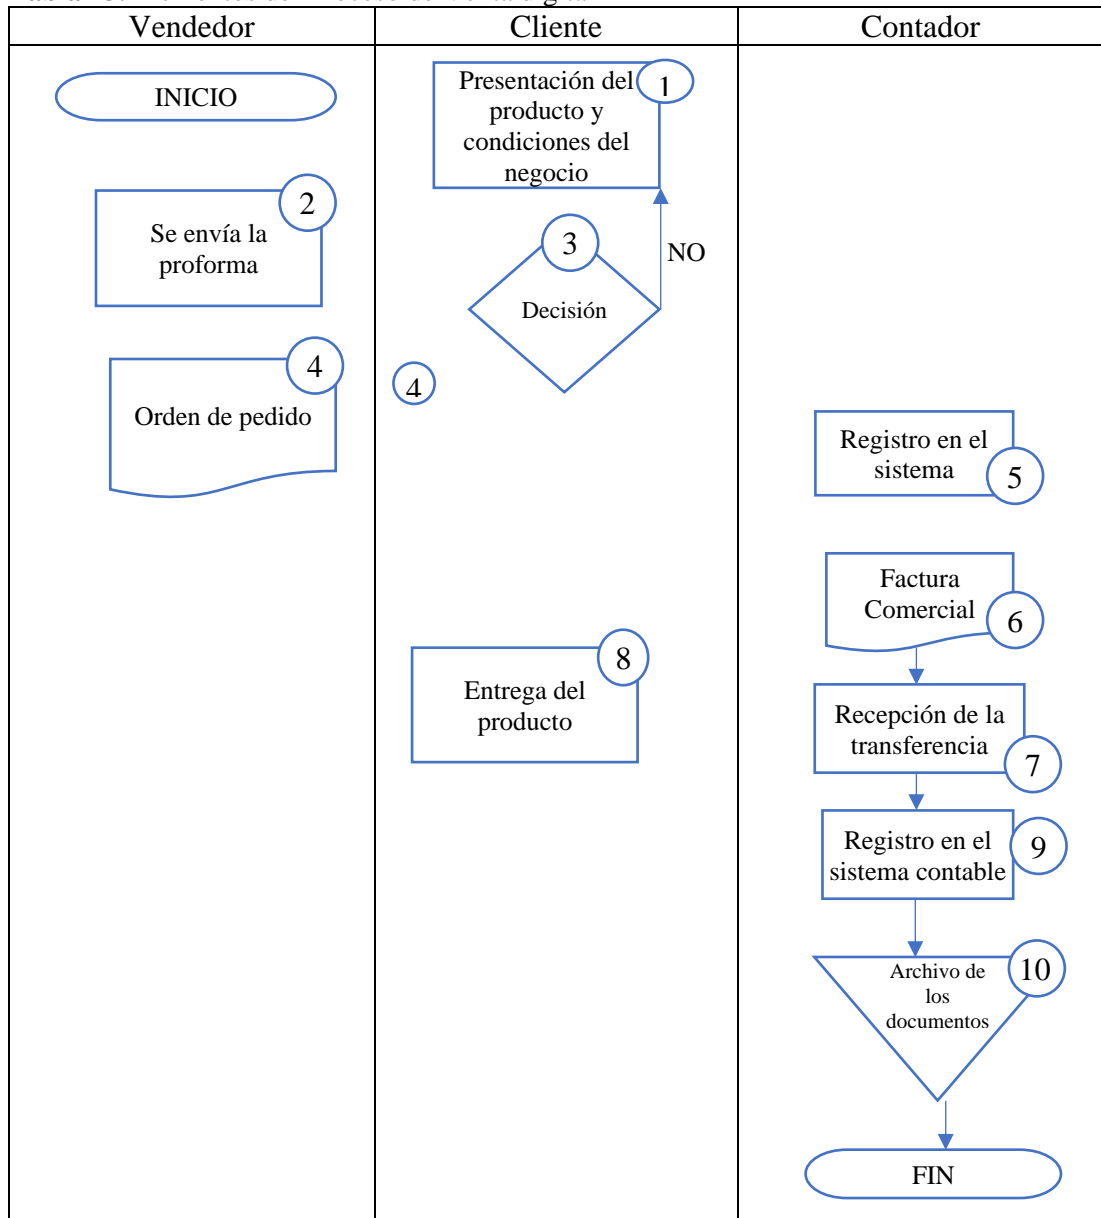 Vendedor
Cliente
Contador
INICIO
Presentación del
producto y
condiciones del
negocio
1
2
Se envía la
proforma
3
NO
Decisión
4
Orden de pedido
4
Registro en el
sistema
5
Factura
Comercial
6
8
Entrega del
producto
Recepción de la
transferencia
7
Registro en el
sistema contable
9
Archivo de
los
documentos
10
FIN